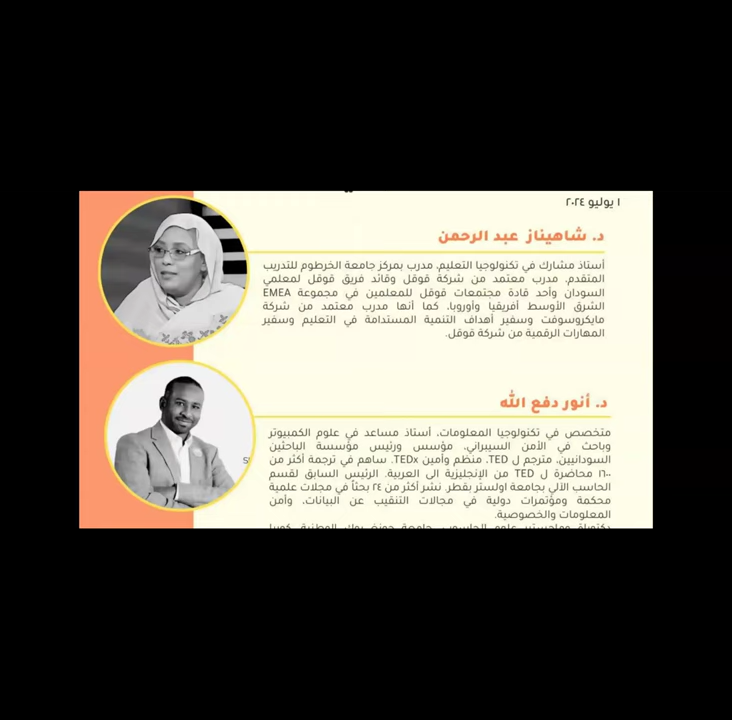 ١ يوليو ٢٠٢٤
د. شاهيناز عبد الرحمن
أستاذ مشارك في تكنولوجيا التعليم، مدرب بمركز جامعة الخرطوم للتدريب
المتقدم، مدرب معتمد من شركة قوقل وقائد فريق قوقل لمعلمي
السودان وأحد قادة مجتمعات قوقل للمعلمين في مجموعة EMEA
الشرق الأوسط أفريقيا وأوروبا، كما أنها مدرب معتمد من شركة
مايكروسوفت وسفير أهداف التنمية المستدامة في التعليم وسفير
المهارات الرقمية من شركة قوقل.
د. أنور دفع الله
متخصص في تكنولوجيا المعلومات، أستاذ مساعد في علوم الكمبيوتر
وباحث في الأمن السيبراني، مؤسس ورئيس مؤسسة الباحثين
السودانيين، مترجم ل TED، منظم وأمين TEDx، ساهم في ترجمة أكثر من
١٦٠٠ محاضرة ل TED من الإنجليزية الى العربية. الرئيس السابق لقسم
الحاسب الآلي بجامعة اولستر بقطر. نشر أكثر من ٢٤ بحثاً في مجلات علمية
محكمة ومؤتمرات دولية في مجالات التنقيب عن البيانات، وأمن
المعلومات والخصوصية.